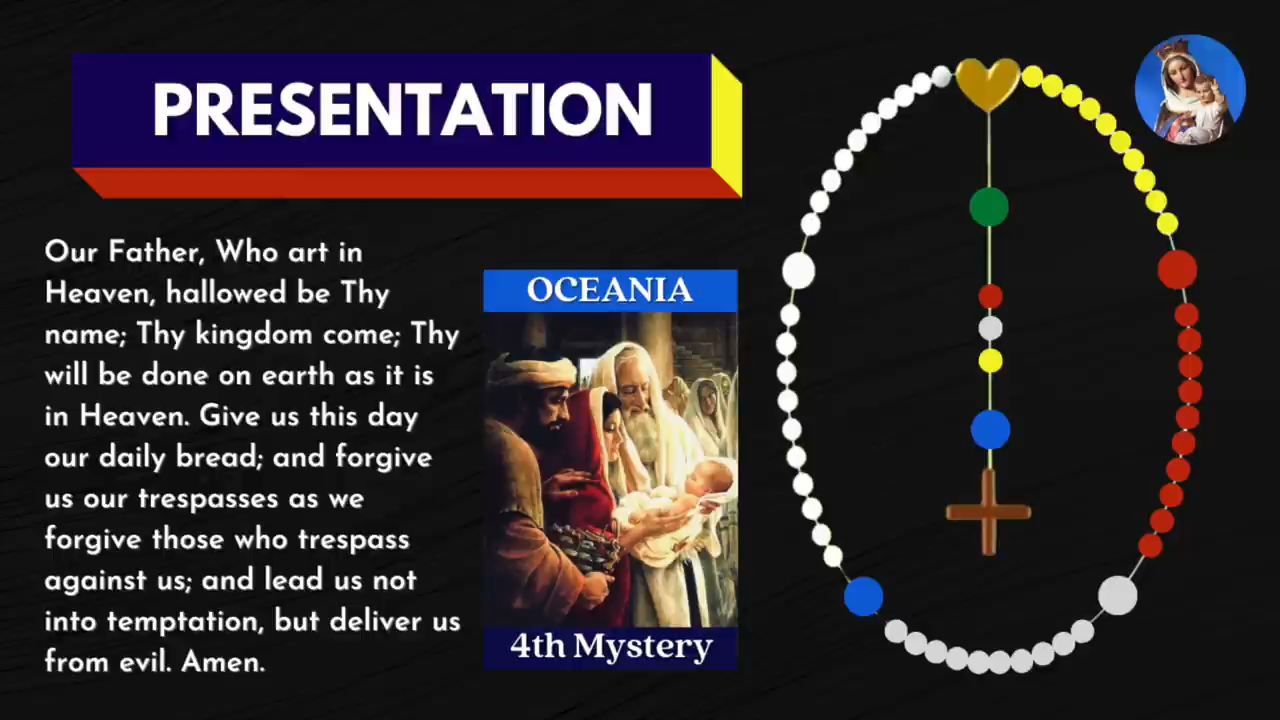 PRESENTATION
Our Father, Who art in
Heaven, hallowed be Thy
name; Thy kingdom come; Thy
will be done on earth as it is
in Heaven. Give us this day
our daily bread; and forgive
us our trespasses as we
forgive those who trespass
against us; and lead us not
into temptation, but deliver us
from evil. Amen.
OCEANIA
4th Mystery